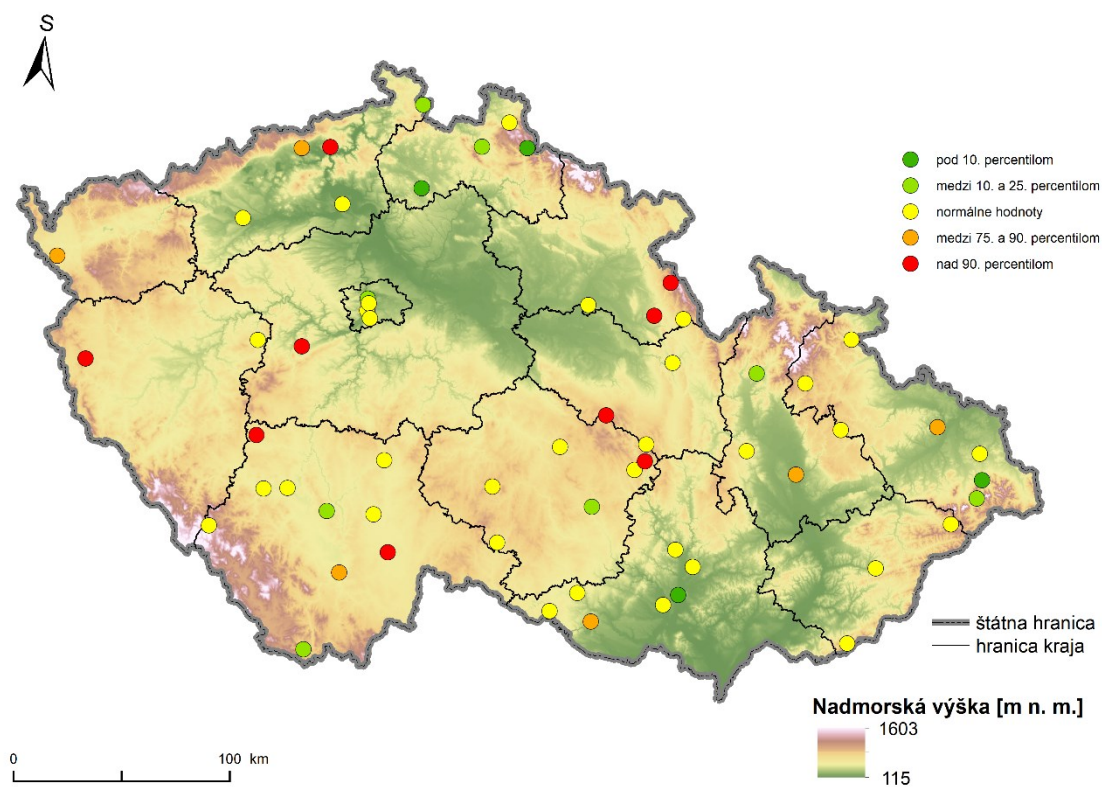 S
pod 10. percentilom
medzi 10. a 25. percentilom
normálne hodnoty
medzi 75. a 90. percentilom
nad 90. percentilom
štátna hranica
hranica kraja
Nadmorská výška [m n. m.]
1603
115
0 100 km